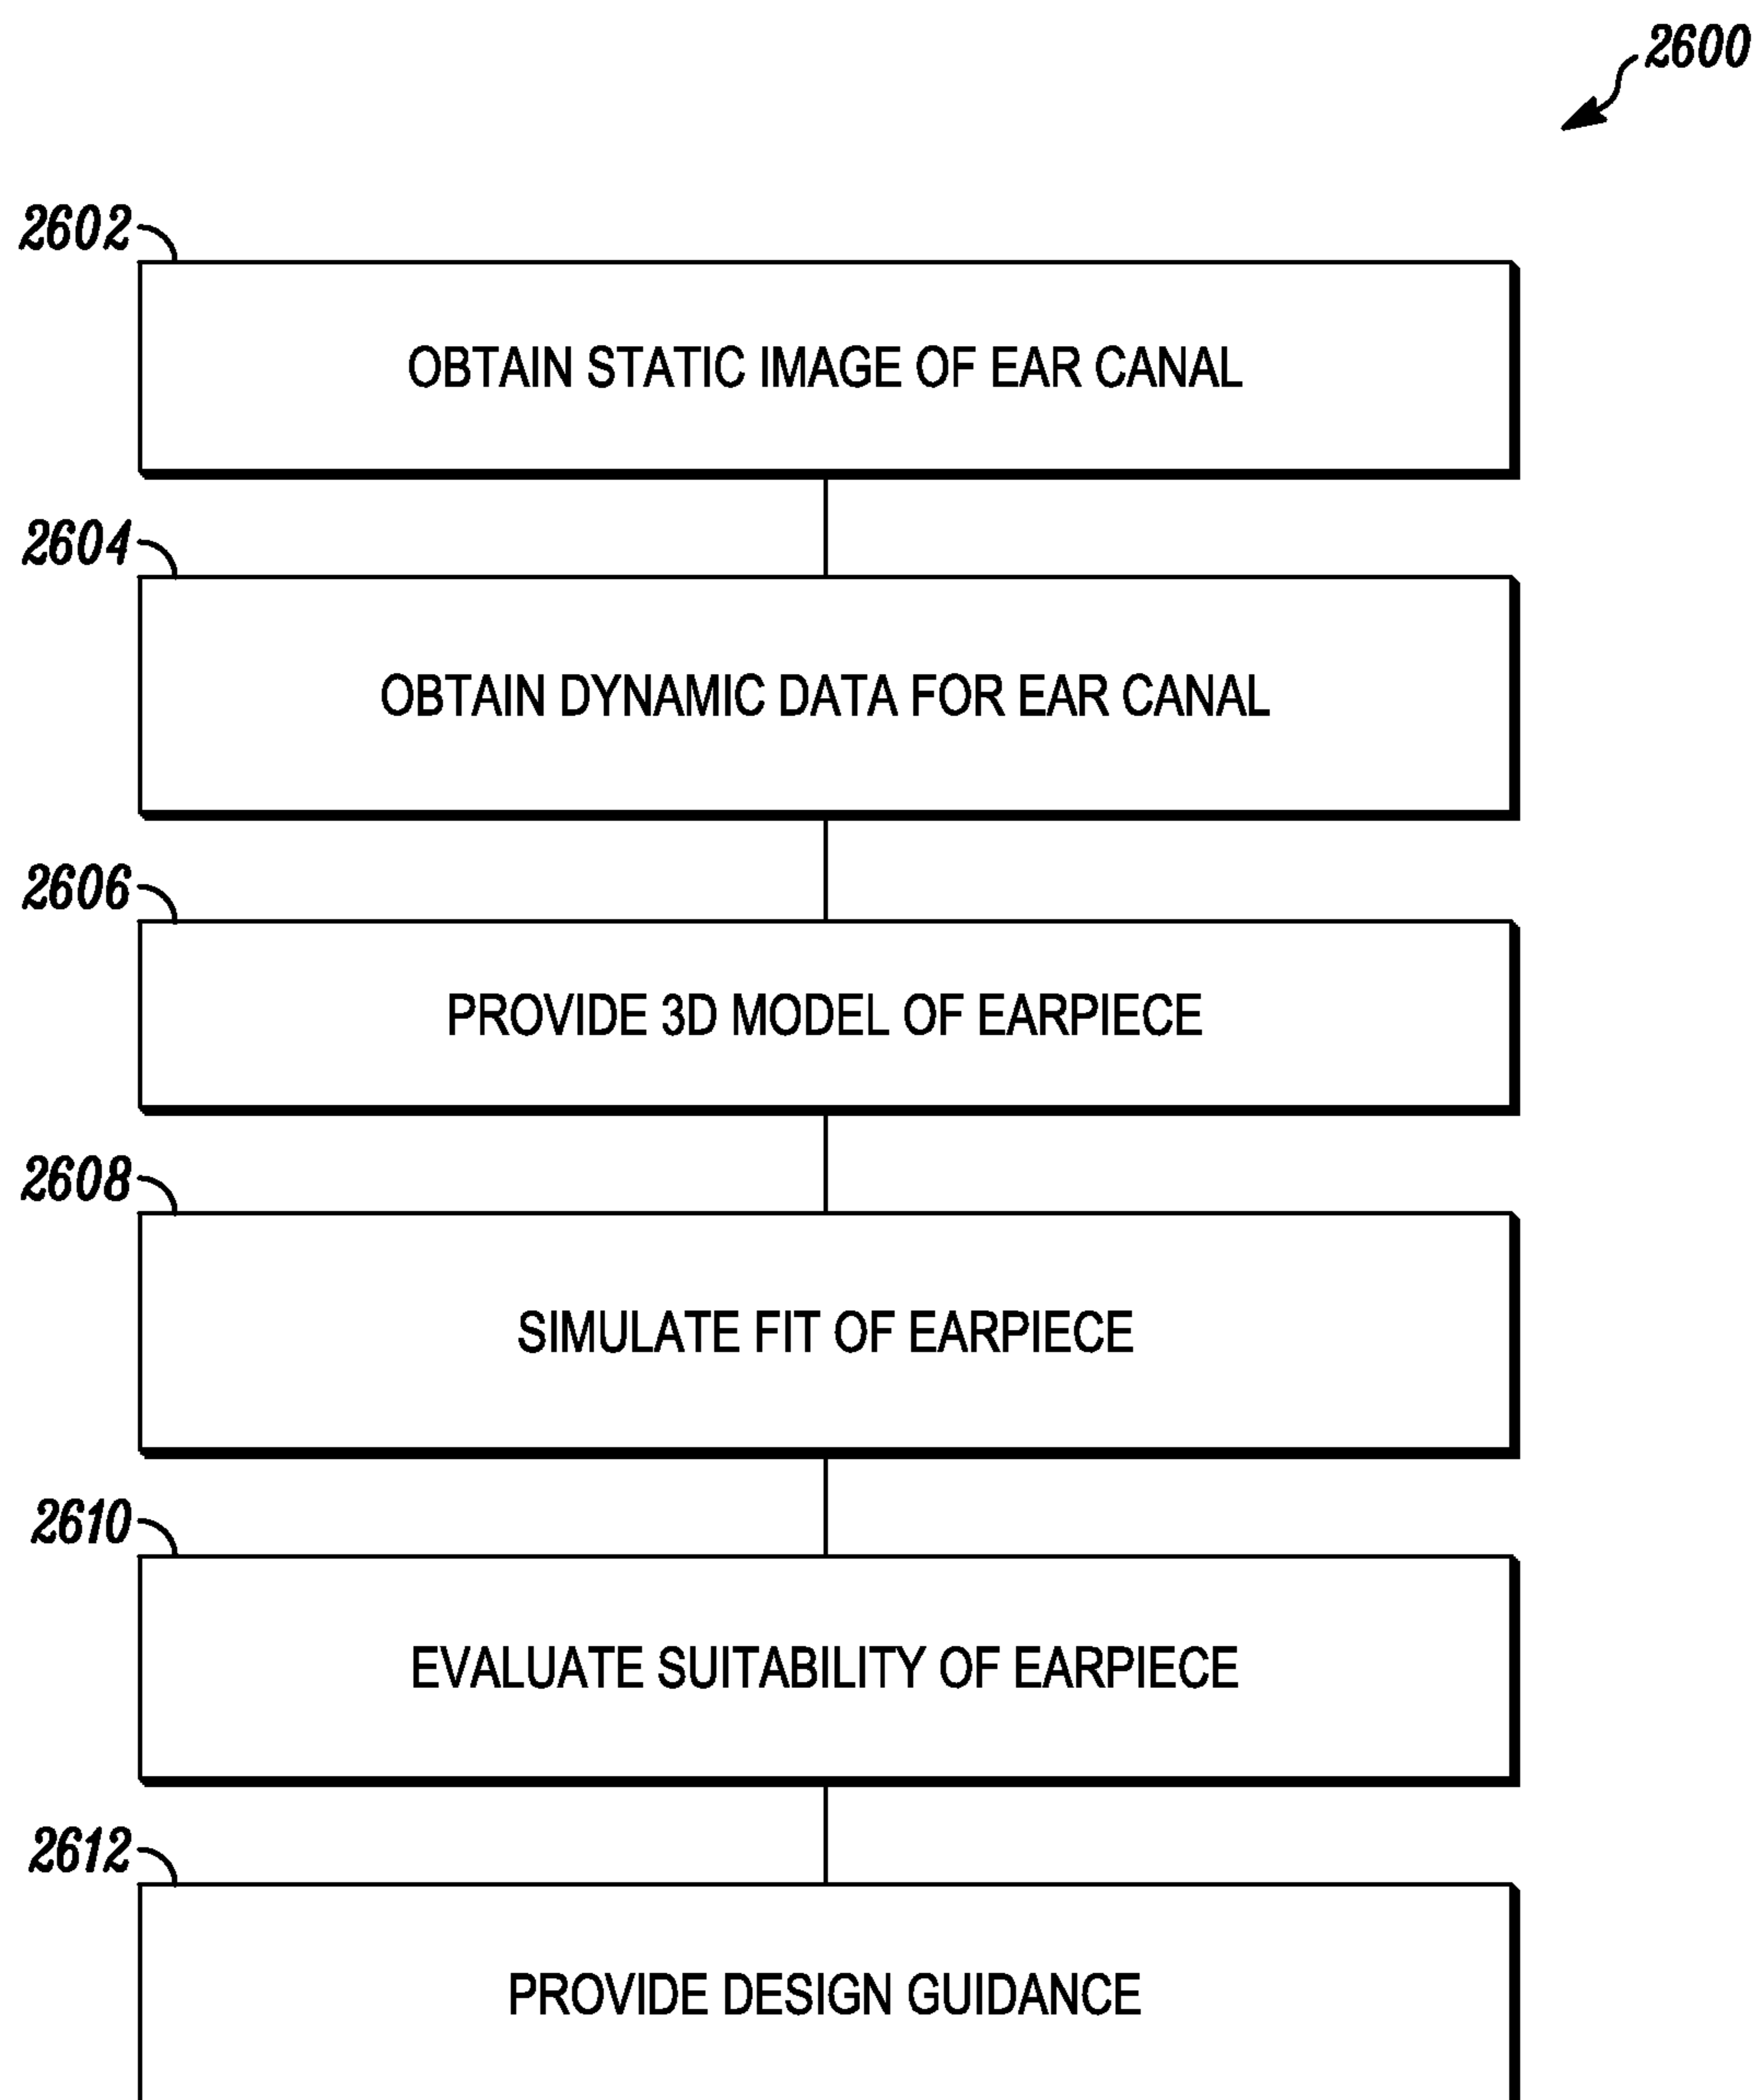 2600
2602
OBTAIN STATIC IMAGE OF EAR CANAL
2604
OBTAIN DYNAMIC DATA FOR EAR CANAL
2606
PROVIDE 3D MODEL OF EARPIECE
2608
SIMULATE FIT OF EARPIECE
2610
EVALUATE SUITABILITY OF EARPIECE
2612
PROVIDE DESIGN GUIDANCE